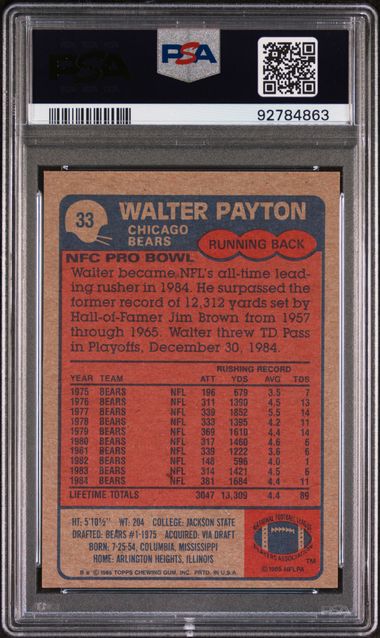 PSA
PSA
92784863
33
WALTER PAYTON
CHICAGO
BEARS
RUNNING BACK
NFC PRO BOWL
Walter became NFL's all-time lead-
ing rusher in 1984. He surpassed the
former record of 12,312 yards set by
Hall-of-Famer Jim Brown from 1957
through 1965. Walter threw TD Pass
in Playoffs, December 30, 1984.
RUSHING RECORD
YEAR TEAM ATT YDS AVG TDS
1975 BEARS NFL 196 679 3.5 7
1976 BEARS NFL 311 1390 4.5 13
1977 BEARS NFL 339 1852 5.5 14
1978 BEARS NFL 333 1395 4.2 11
1979 BEARS NFL 369 1610 4.4 14
1980 BEARS NFL 317 1460 4.6 6
1981 BEARS NFL 339 1222 3.6 6
1982 BEARS NFL 148 596 4.0 1
1983 BEARS NFL 314 1421 4.5 6
1984 BEARS NFL 381 1684 4.4 11
LIFETIME TOTALS 3047 13,309 4.4 89
HT: 5'10½" WT: 204 COLLEGE: JACKSON STATE
DRAFTED: BEARS #1-1975 ACQUIRED: VIA DRAFT
BORN: 7-25-54, COLUMBIA, MISSISSIPPI
HOME: ARLINGTON HEIGHTS, ILLINOIS
© 1985 TOPPS CHEWING GUM, INC. PRTD. IN U.S.A.
NATIONAL FOOTBALL LEAGUE
PLAYERS ASSOCIATION
TM
© 1985 NFLPA